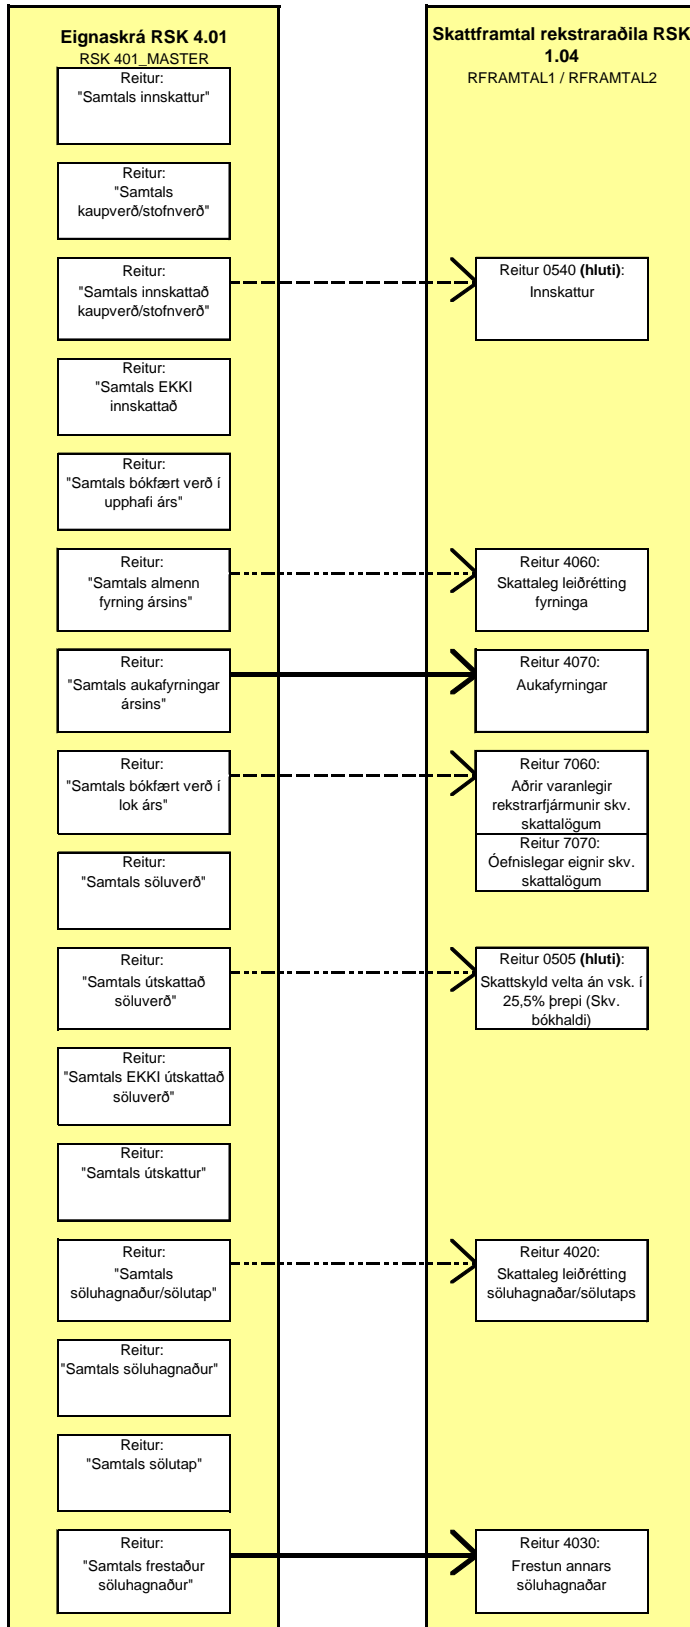 Eignaskrá RSK 4.01
RSK 401_MASTER
Reitur:
"Samtals innskattur"
Reitur:
"Samtals
kaupverð/stofnverð"
Reitur:
"Samtals innskattað
kaupverð/stofnverð"
Reitur:
"Samtals EKKI
innskattað
Reitur:
"Samtals bókfært verð í
upphafi árs"
Reitur:
"Samtals almenn
fyrning ársins"
Reitur:
"Samtals aukafyrningar
ársins"
Reitur:
"Samtals bókfært verð í
lok árs"
Reitur:
"Samtals söluverð"
Reitur:
"Samtals útskattað
söluverð"
Reitur:
"Samtals EKKI útskattað
söluverð"
Reitur:
"Samtals útskattur"
Reitur:
"Samtals
söluhagnaður/sölutap"
Reitur:
"Samtals söluhagnaður"
Reitur:
"Samtals sölutap"
Reitur:
"Samtals frestaður
söluhagnaður"
Skattframtal rekstraraðila RSK
1.04
RFRAMTAL1 / RFRAMTAL2
Reitur 0540 (hluti):
Innskattur
Reitur 4060:
Skattaleg leiðrétting
fyrninga
Reitur 4070:
Aukafyrningar
Reitur 7060:
Aðrir varanlegir
rekstrarfjármunir skv.
skattalögum
Reitur 7070:
Óefnislegar eignir skv.
skattalögum
Reitur 0505 (hluti):
Skattskyld velta án vsk. í
25,5% þrepi (Skv.
bókhaldi)
Reitur 4020:
Skattaleg leiðrétting
söluhagnaðar/sölutaps
Reitur 4030:
Frestun annars
söluhagnaðar